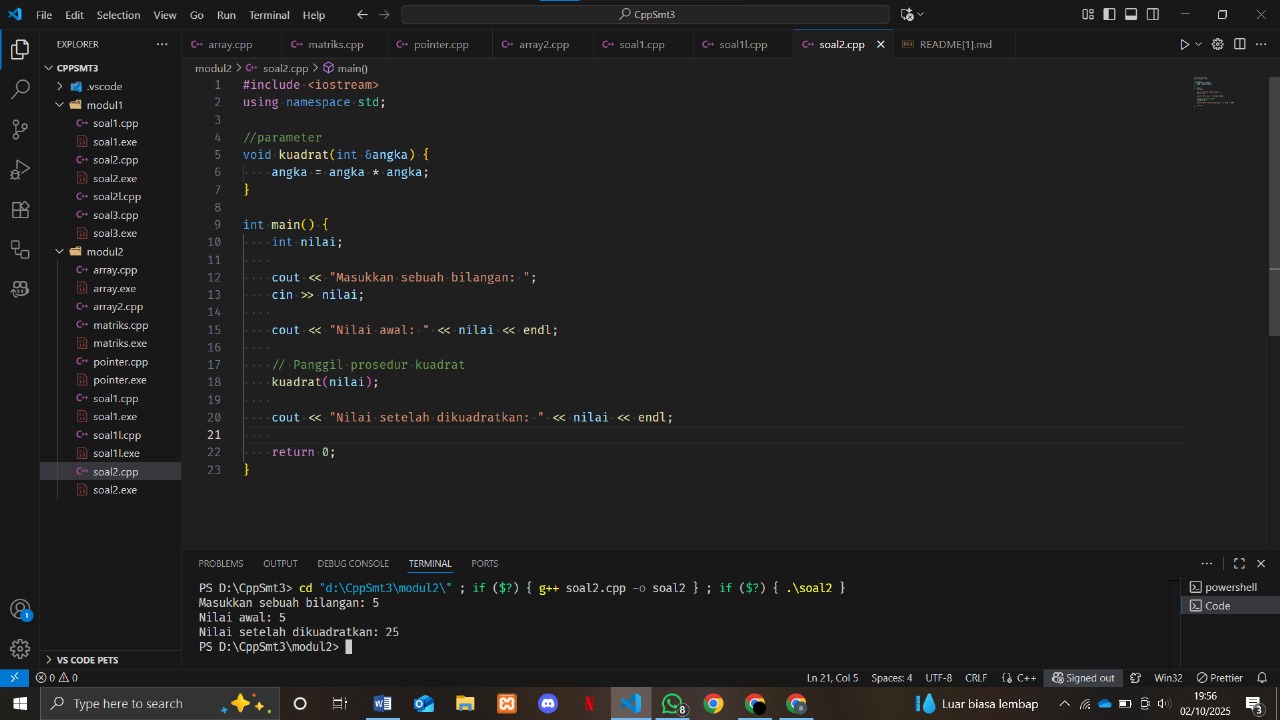 File Edit Selection View Go Run Terminal Help
CppSmt3
EXPLORER
array.cpp matriks.cpp pointer.cpp array2.cpp soal1.cpp soal1l.cpp soal2.cpp README[1].md
CPPSMT3
.vscode
modul1
soal1.cpp
soal1.exe
soal2.cpp
soal2.exe
soal2l.cpp
soal3.cpp
soal3.exe
modul2
array.cpp
array.exe
array2.cpp
matriks.cpp
matriks.exe
pointer.cpp
pointer.exe
soal1.cpp
soal1.exe
soal1l.cpp
soal1l.exe
soal2.cpp
soal2.exe
VS CODE PETS
modul2 > soal2.cpp > main()
1 #include <iostream>
2 using namespace std;
3
4 //parameter
5 void kuadrat(int &angka) {
6 angka = angka * angka;
7 }
8
9 int main() {
10 int nilai;
11
12 cout << "Masukkan sebuah bilangan: ";
13 cin >> nilai;
14
15 cout << "Nilai awal: " << nilai << endl;
16
17 // Panggil prosedur kuadrat
18 kuadrat(nilai);
19
20 cout << "Nilai setelah dikuadratkan: " << nilai << endl;
21
22 return 0;
23 }
PROBLEMS OUTPUT DEBUG CONSOLE TERMINAL PORTS
PS D:\CppSmt3> cd "d:\CppSmt3\modul2\" ; if ($?) { g++ soal2.cpp -o soal2 } ; if ($?) { .\soal2 }
Masukkan sebuah bilangan: 5
Nilai awal: 5
Nilai setelah dikuadratkan: 25
PS D:\CppSmt3\modul2>
powershell
Code
1
0 0
Ln 21, Col 5 Spaces: 4 UTF-8 CRLF {} C++ Signed out Win32 Prettier
Type here to search
8
Luar biasa lembap
19:56
02/10/2025
3